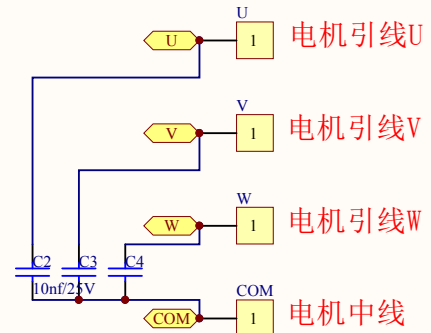 U
U 1 电机引线U
V
V 1 电机引线V
W
W 1 电机引线W
C2 C3 C4
10nf/25V
COM
COM 1 电机中线